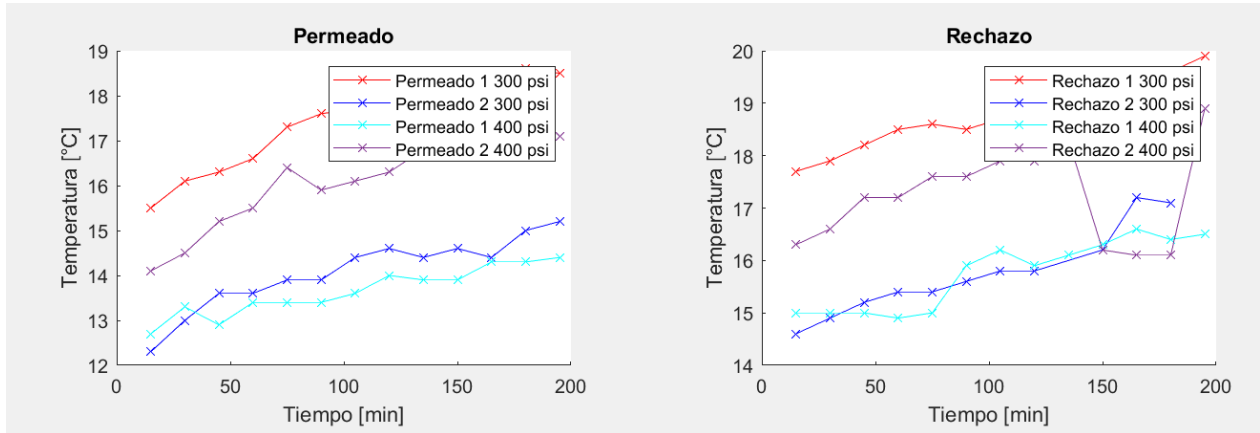 Permeado
Temperatura [°C]
19
18
17
16
15
14
13
12
0
50
100
150
200
Tiempo [min]
Permeado 1 300 psi
Permeado 2 300 psi
Permeado 1 400 psi
Permeado 2 400 psi
Rechazo
Temperatura [°C]
20
19
18
17
16
15
14
0
50
100
150
200
Tiempo [min]
Rechazo 1 300 psi
Rechazo 2 300 psi
Rechazo 1 400 psi
Rechazo 2 400 psi